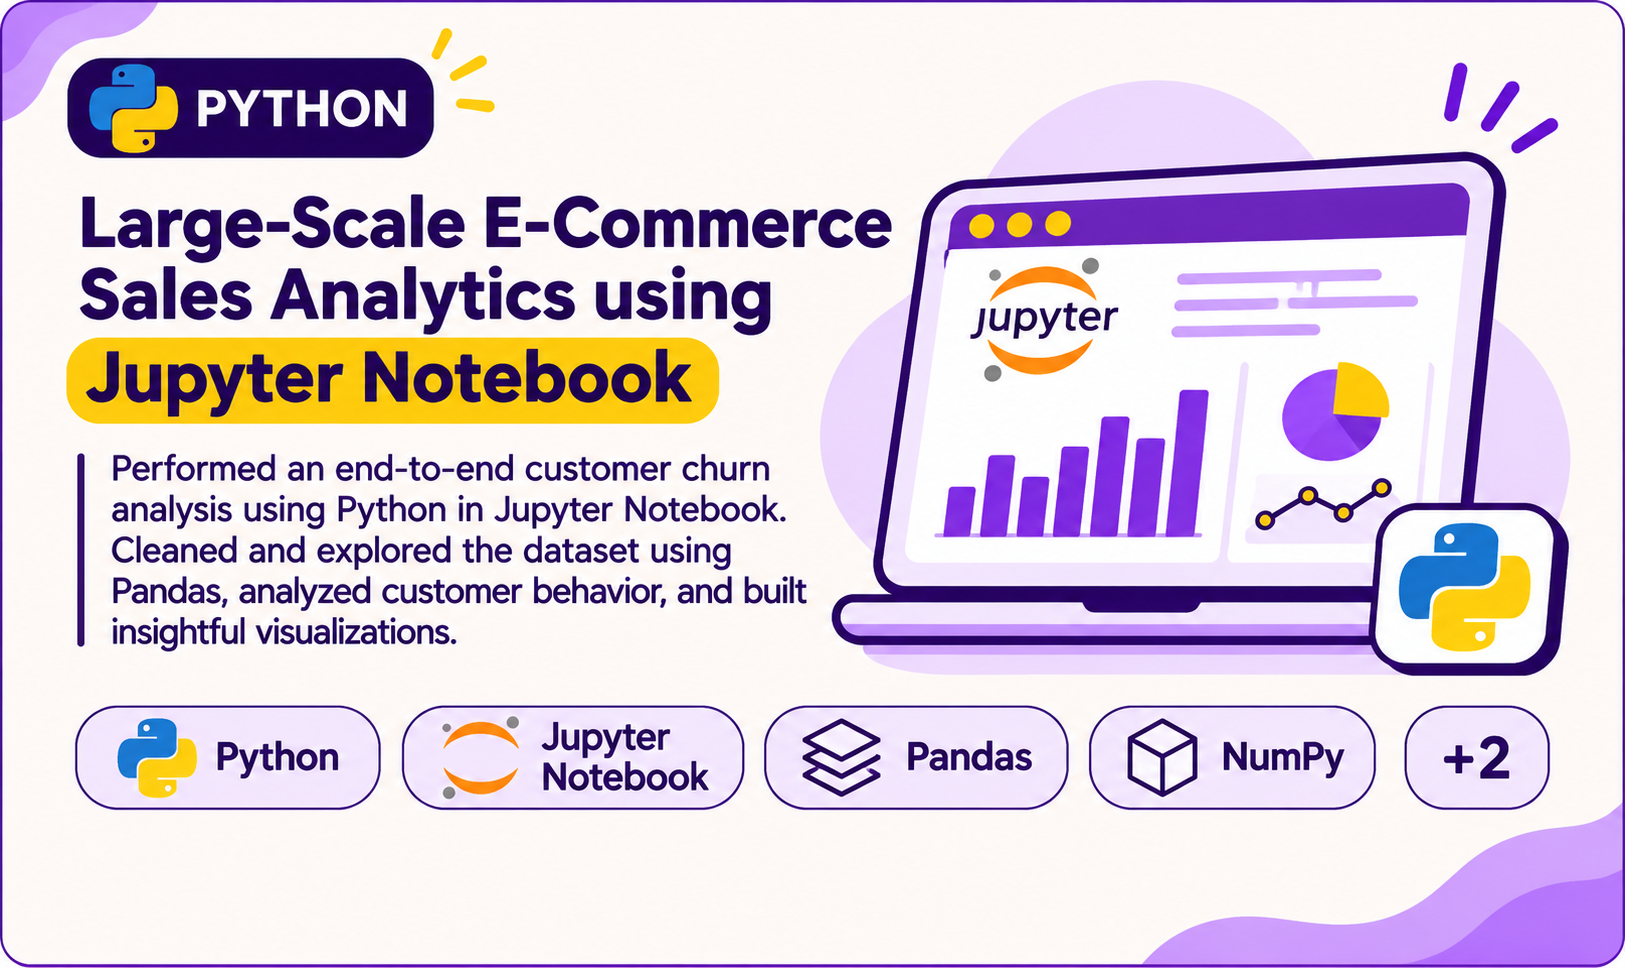 PYTHON
Large-Scale E-Commerce
Sales Analytics using
Jupyter Notebook
Performed an end-to-end customer churn
analysis using Python in Jupyter Notebook.
Cleaned and explored the dataset using
Pandas, analyzed customer behavior, and built
insightful visualizations.
jupyter
Python
Jupyter
Notebook
Pandas
NumPy
+2